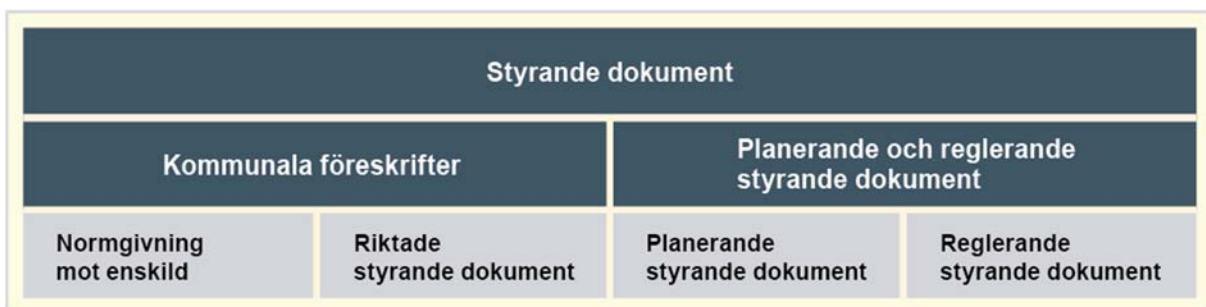 Styrande dokument
Kommunala föreskrifter
Planerande och reglerande
styrande dokument
Normgivning
mot enskild
Riktade
styrande dokument
Planerande
styrande dokument
Reglerande
styrande dokument